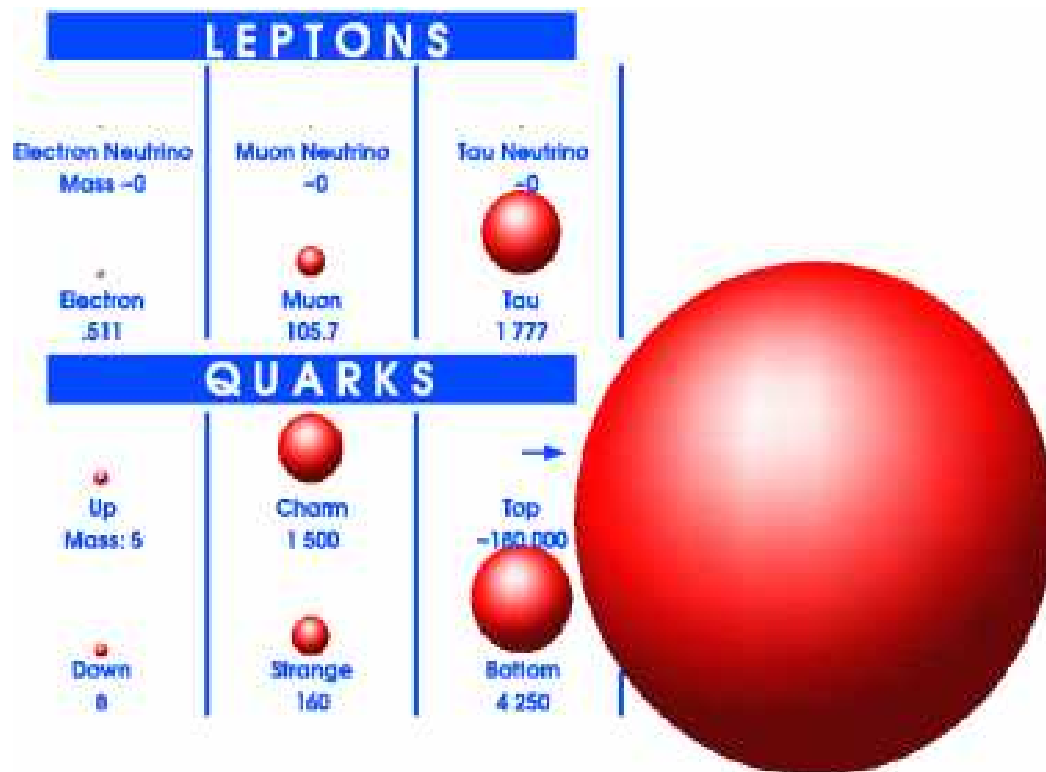 LEPTONS
Electron Neutrino
Mass ~0
Muon Neutrino
~0
Tau Neutrino
~0
Electron
.511
Muon
105.7
Tau
1 777
QUARKS
Up
Mass: 5
Charm
1 500
Top
~180 000
Down
8
Strange
160
Bottom
4 250